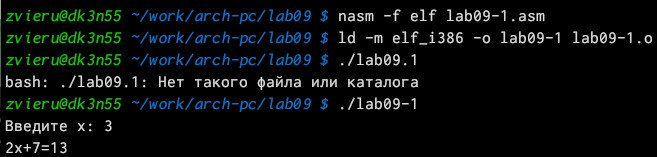 zvieru@dk3n55 ~/work/arch-pc/lab09 $ nasm -f elf lab09-1.asm
zvieru@dk3n55 ~/work/arch-pc/lab09 $ ld -m elf_i386 -o lab09-1 lab09-1.o
zvieru@dk3n55 ~/work/arch-pc/lab09 $ ./lab09.1
bash: ./lab09.1: Нет такого файла или каталога
zvieru@dk3n55 ~/work/arch-pc/lab09 $ ./lab09-1
Введите x: 3
2x+7=13